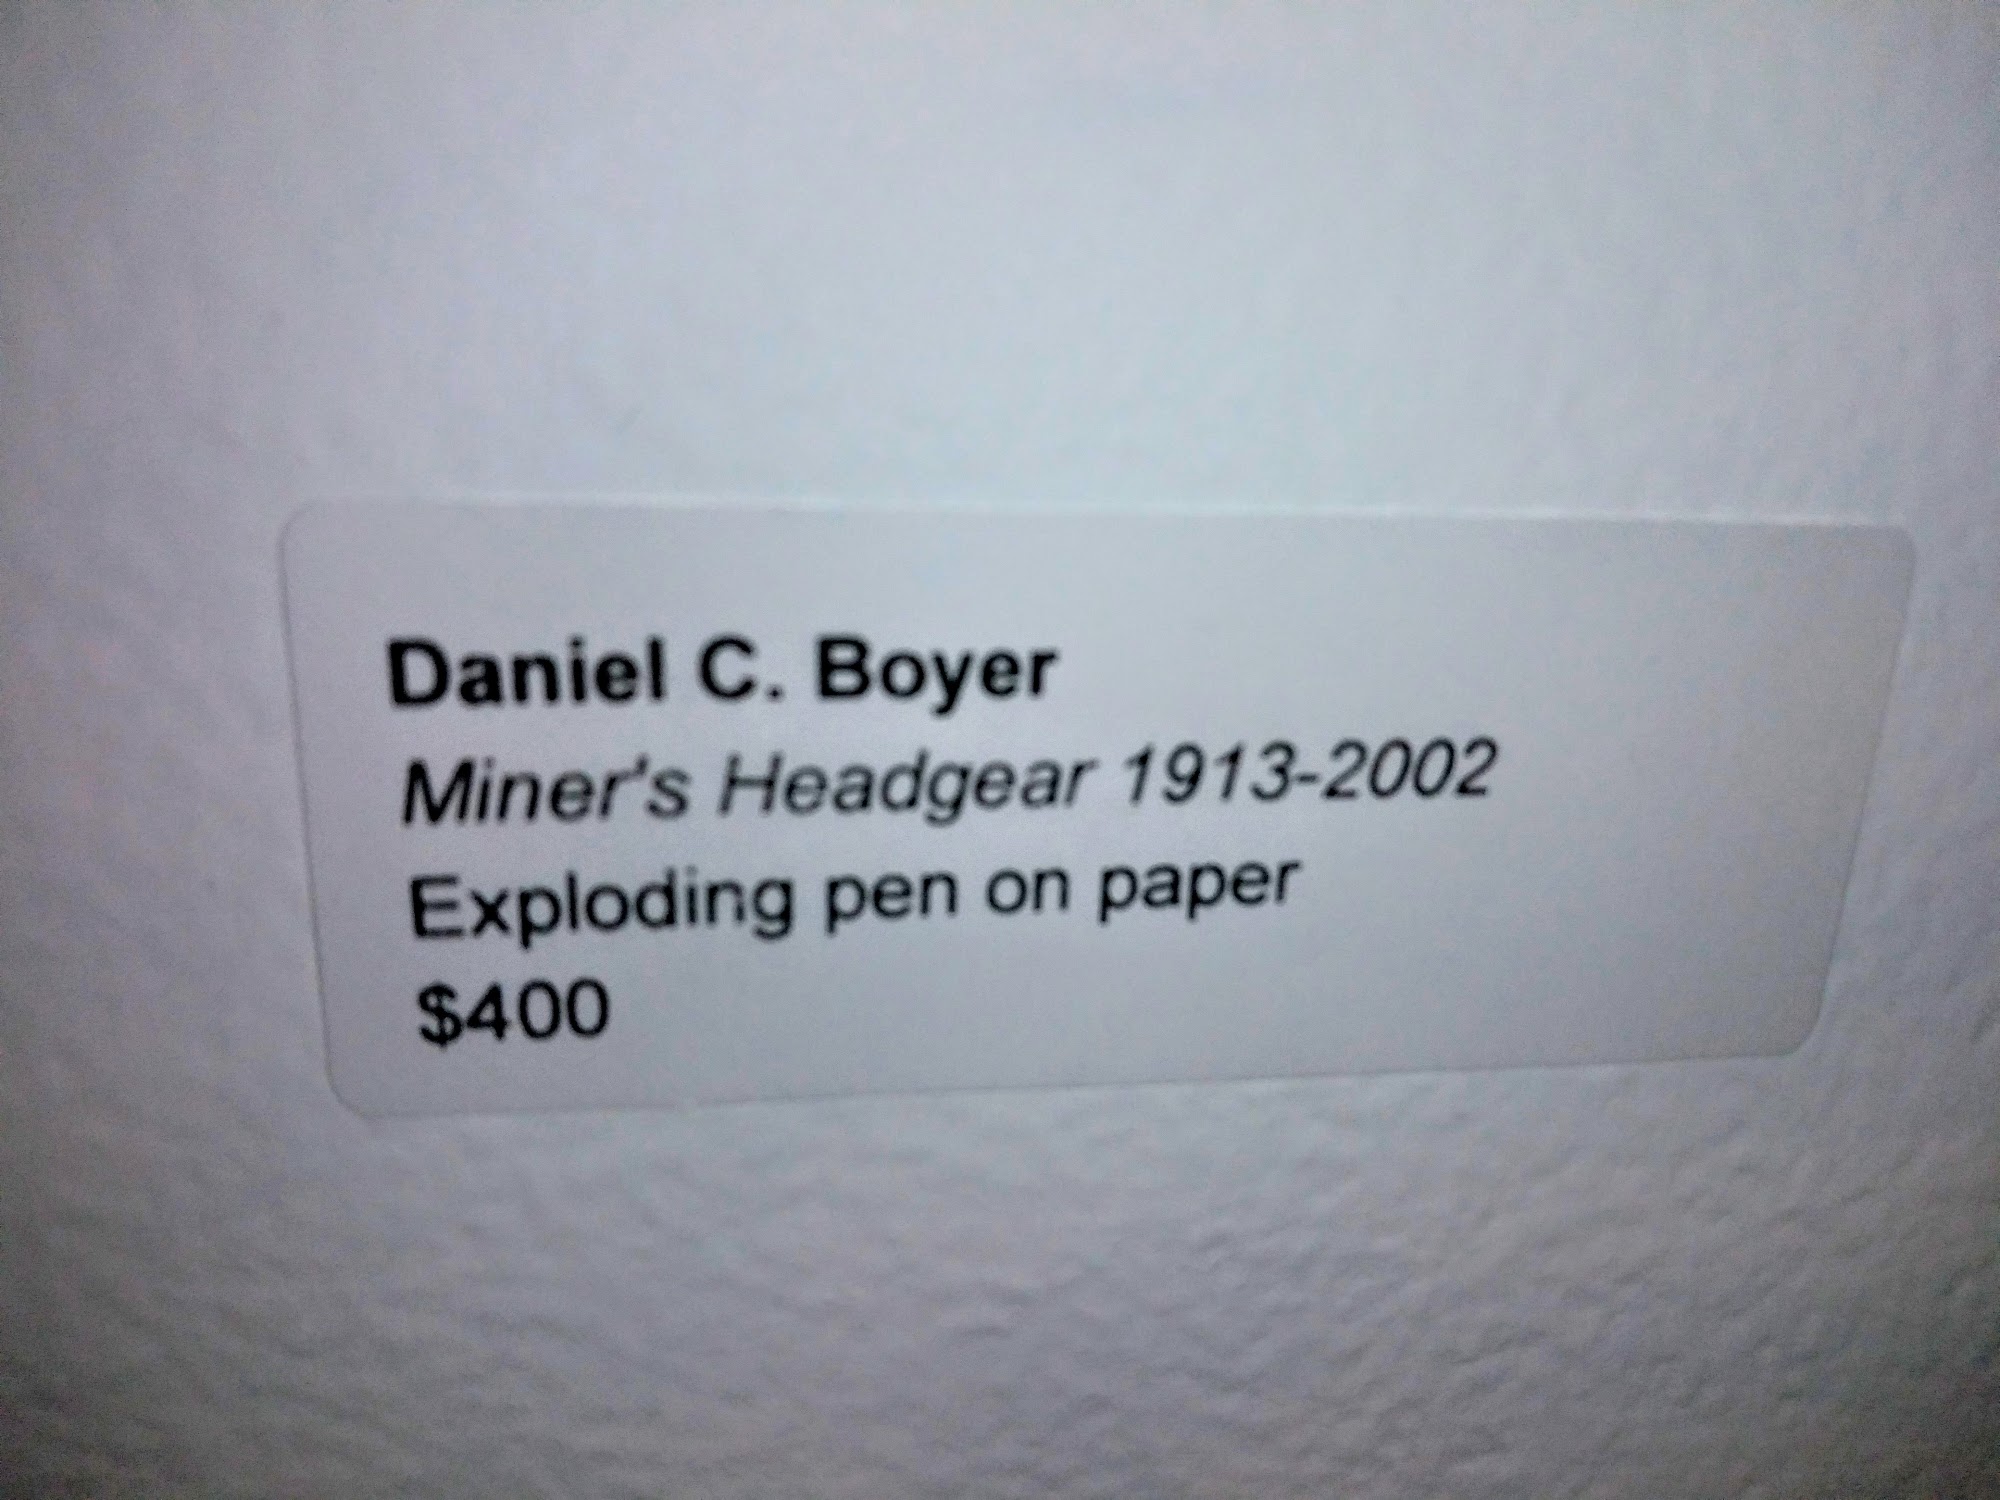 Daniel C. Boyer
Miner's Headgear 1913-2002
Exploding pen on paper
$400